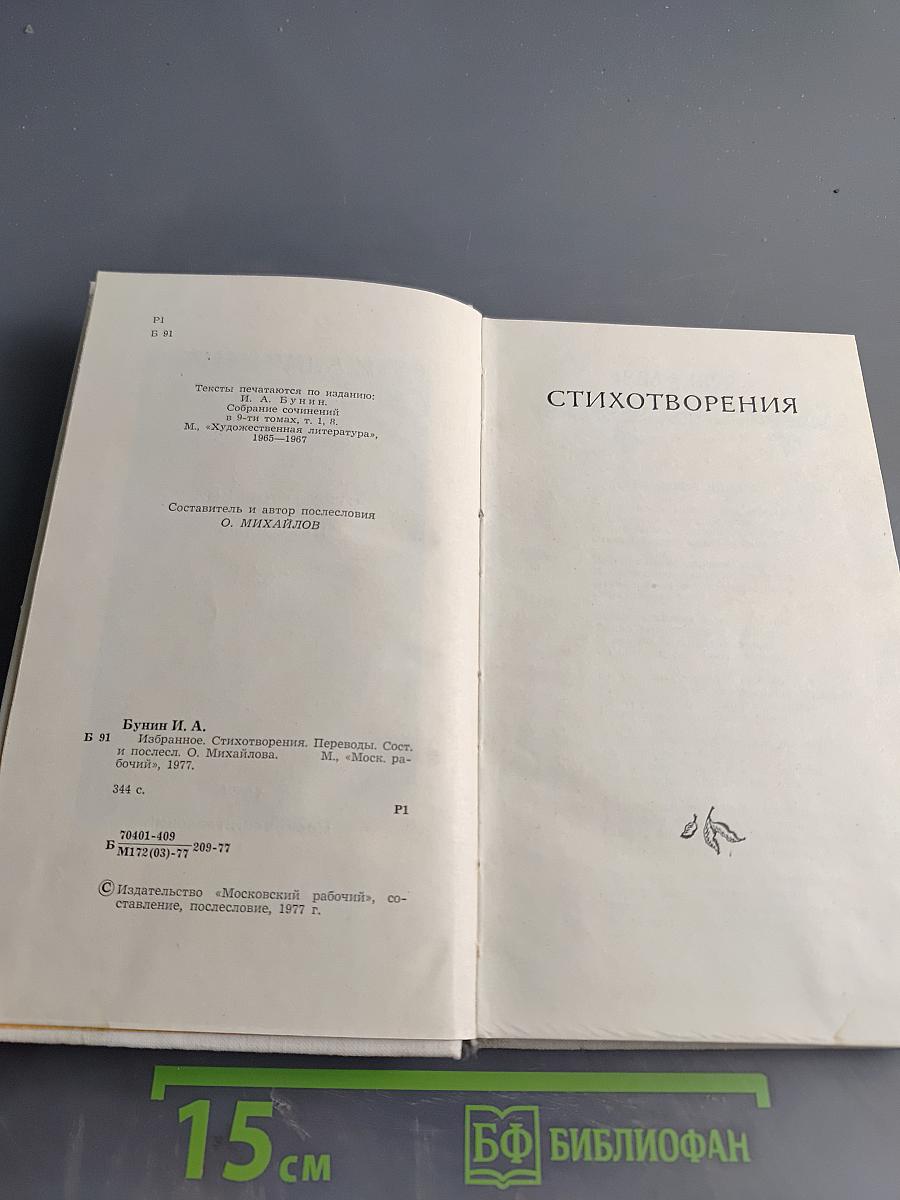 Р1
Б 91
Тексты печатаются по изданию:
И. А. Бунин.
Собрание сочинений
в 9-ти томах, т. 1, 8.
М., «Художественная литература»,
1965—1967
Составитель и автор послесловия
О. МИХАЙЛОВ
Бунин И. А.
Б 91 Избранное. Стихотворения. Переводы. Сост.
и послесл. О. Михайлова. М., «Моск. ра-
бочий», 1977.
344 с.
Р1
70401-409
Б 209-77
М172(03)-77
© Издательство «Московский рабочий», со-
ставление, послесловие, 1977 г.
СТИХОТВОРЕНИЯ
15 см
БФ БИБЛИОФАН